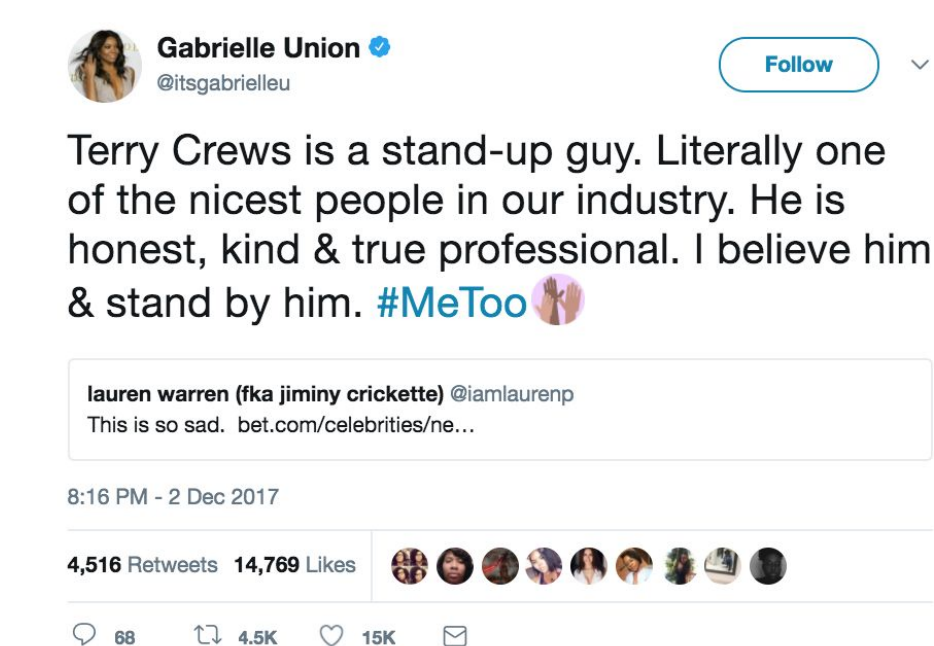 Gabrielle Union
@itsgabrielleu
Follow
Terry Crews is a stand-up guy. Literally one
of the nicest people in our industry. He is
honest, kind & true professional. I believe him
& stand by him. #MeToo
lauren warren (fka jiminy crickette) @iamlaurenp
This is so sad.  bet.com/celebrities/ne…
8:16 PM - 2 Dec 2017
4,516 Retweets 14,769 Likes
68 4.5K 15K